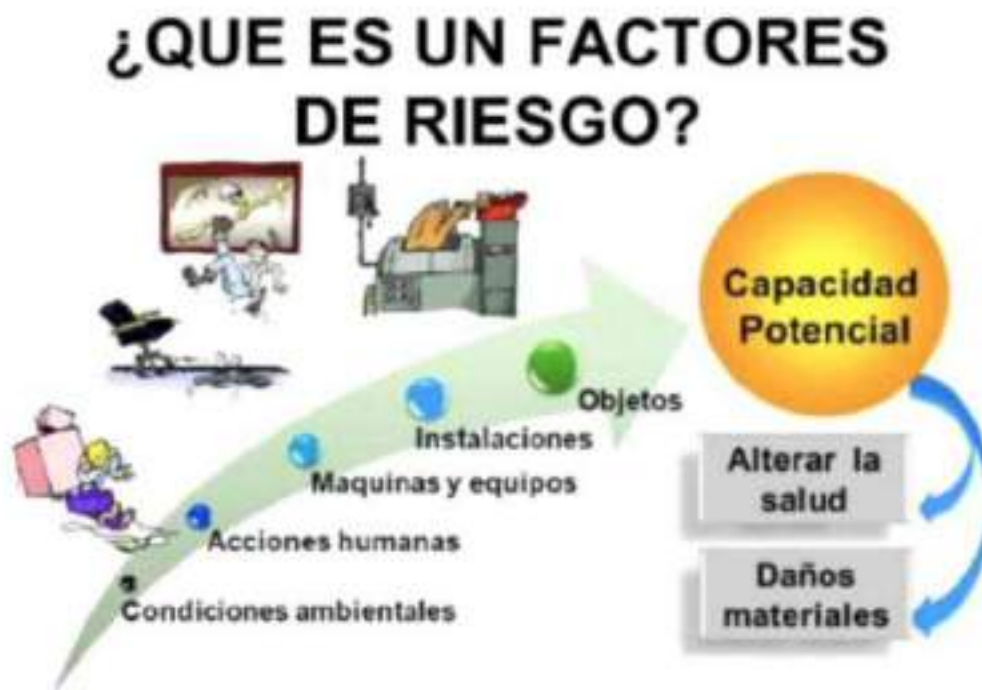 ¿QUE ES UN FACTORES
DE RIESGO?
Capacidad
Potencial
Objetos
Instalaciones
Maquinas y equipos
Acciones humanas
Condiciones ambientales
Alterar la
salud
Daños
materiales